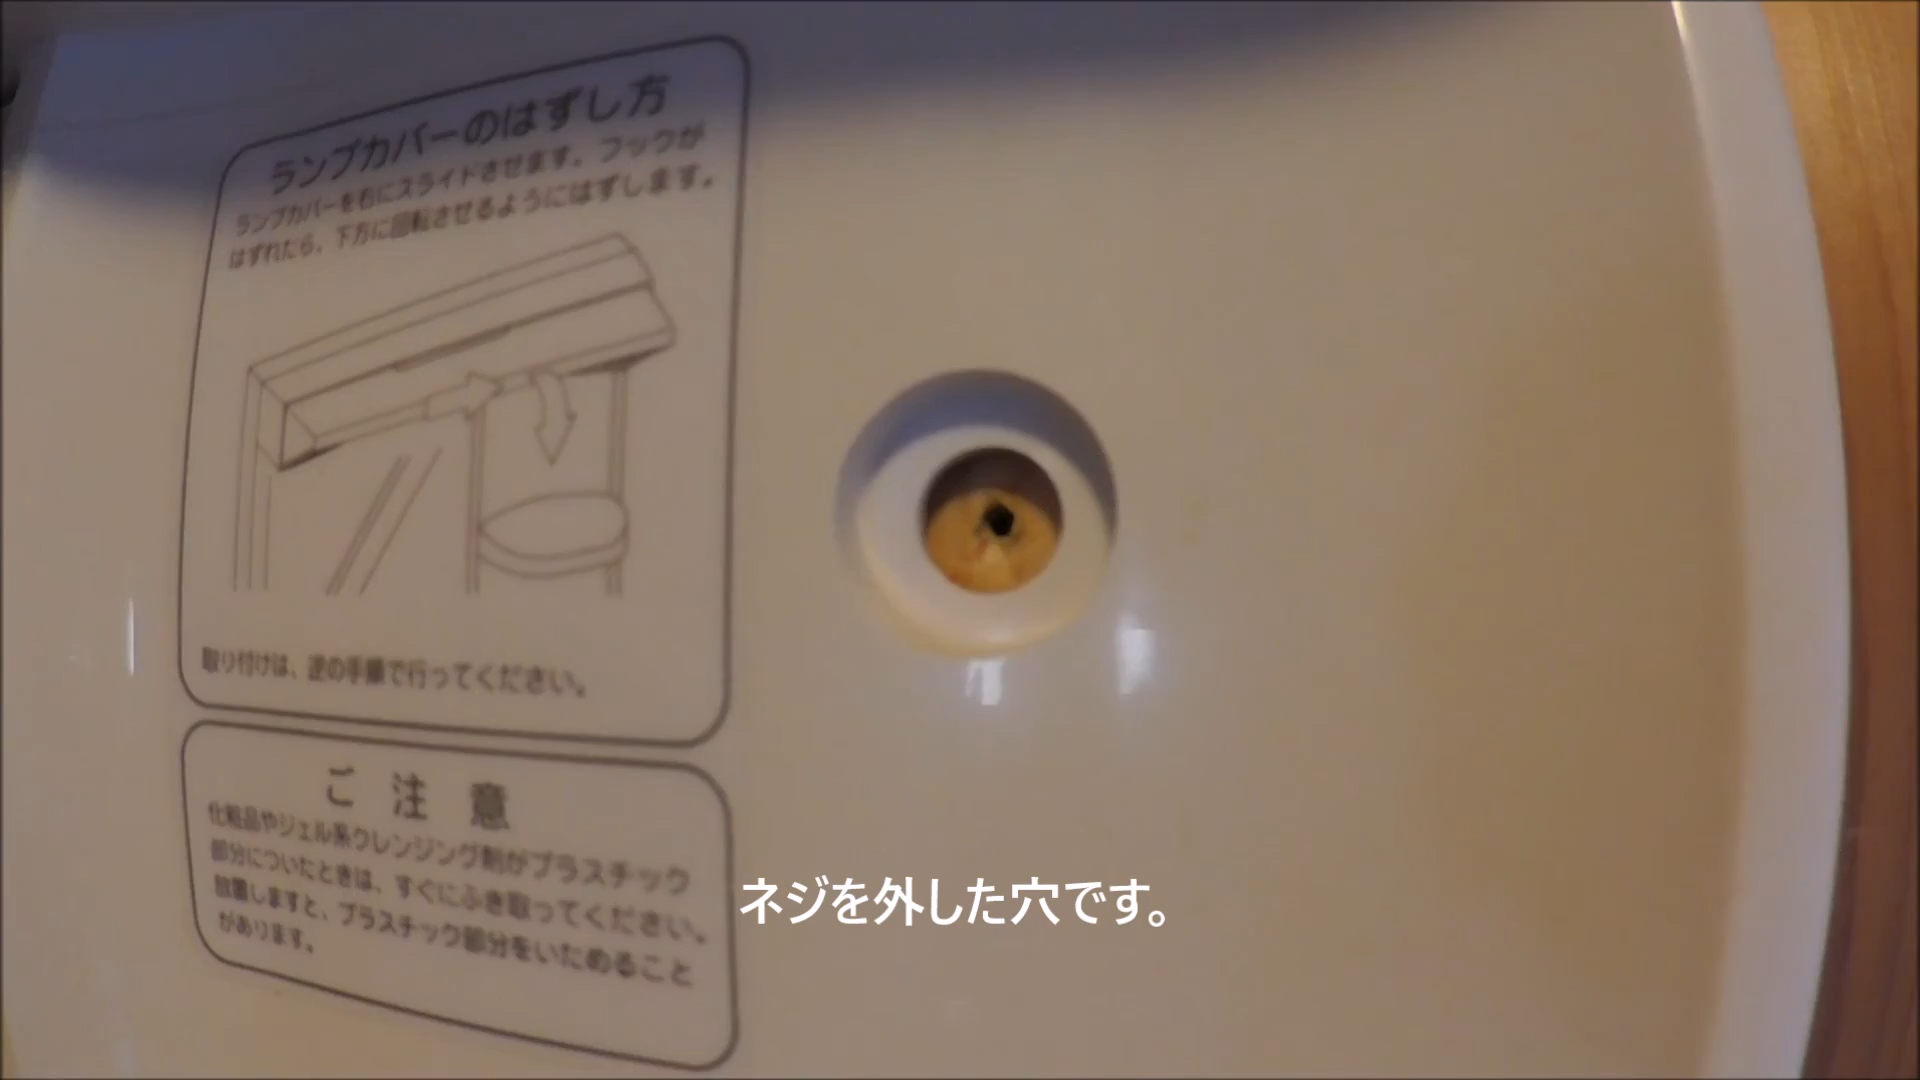 ランプカバーのはずし方
ランプカバーを右にスライドさせます。フックが
はずれたら、下方に回転させるようにはずします。
取り付けは、逆の手順で行ってください。
ご注意
化粧品やジェル系クレンジング剤がプラスチック
部分についたときは、すぐにふき取ってください。
放置しますと、プラスチック部分をいためること
があります。
ネジを外した穴です。